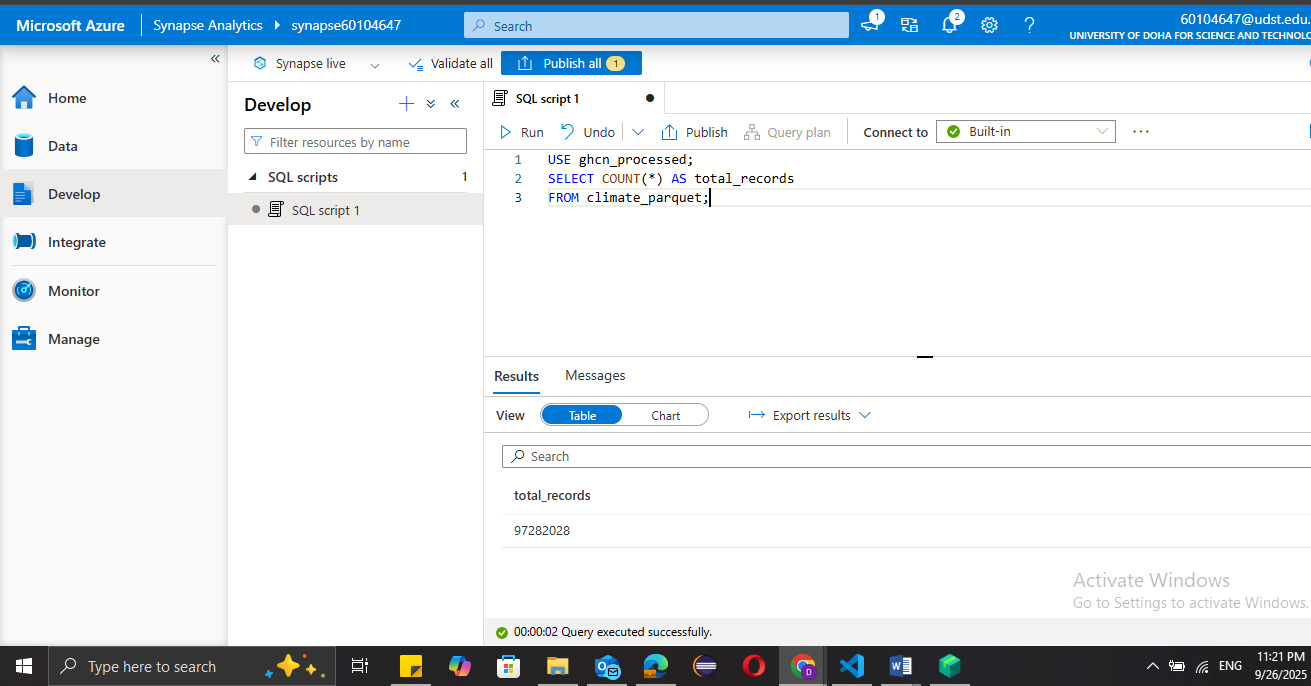 Microsoft Azure Synapse Analytics synapse60104647 Search 1 2 60104647@udst.edu.
UNIVERSITY OF DOHA FOR SCIENCE AND TECHNOLO
Synapse live Validate all Publish all 1
Home
Data
Develop
Integrate
Monitor
Manage
Develop
Filter resources by name
SQL scripts 1
SQL script 1
SQL script 1
Run Undo Publish Query plan Connect to Built-in
1 USE ghcn_processed;
2 SELECT COUNT(*) AS total_records
3 FROM climate_parquet;
Results Messages
View Table Chart Export results
Search
total_records
97282028
Activate Windows
Go to Settings to activate Windows.
00:00:02 Query executed successfully.
Type here to search
D
ENG
11:21 PM
9/26/2025